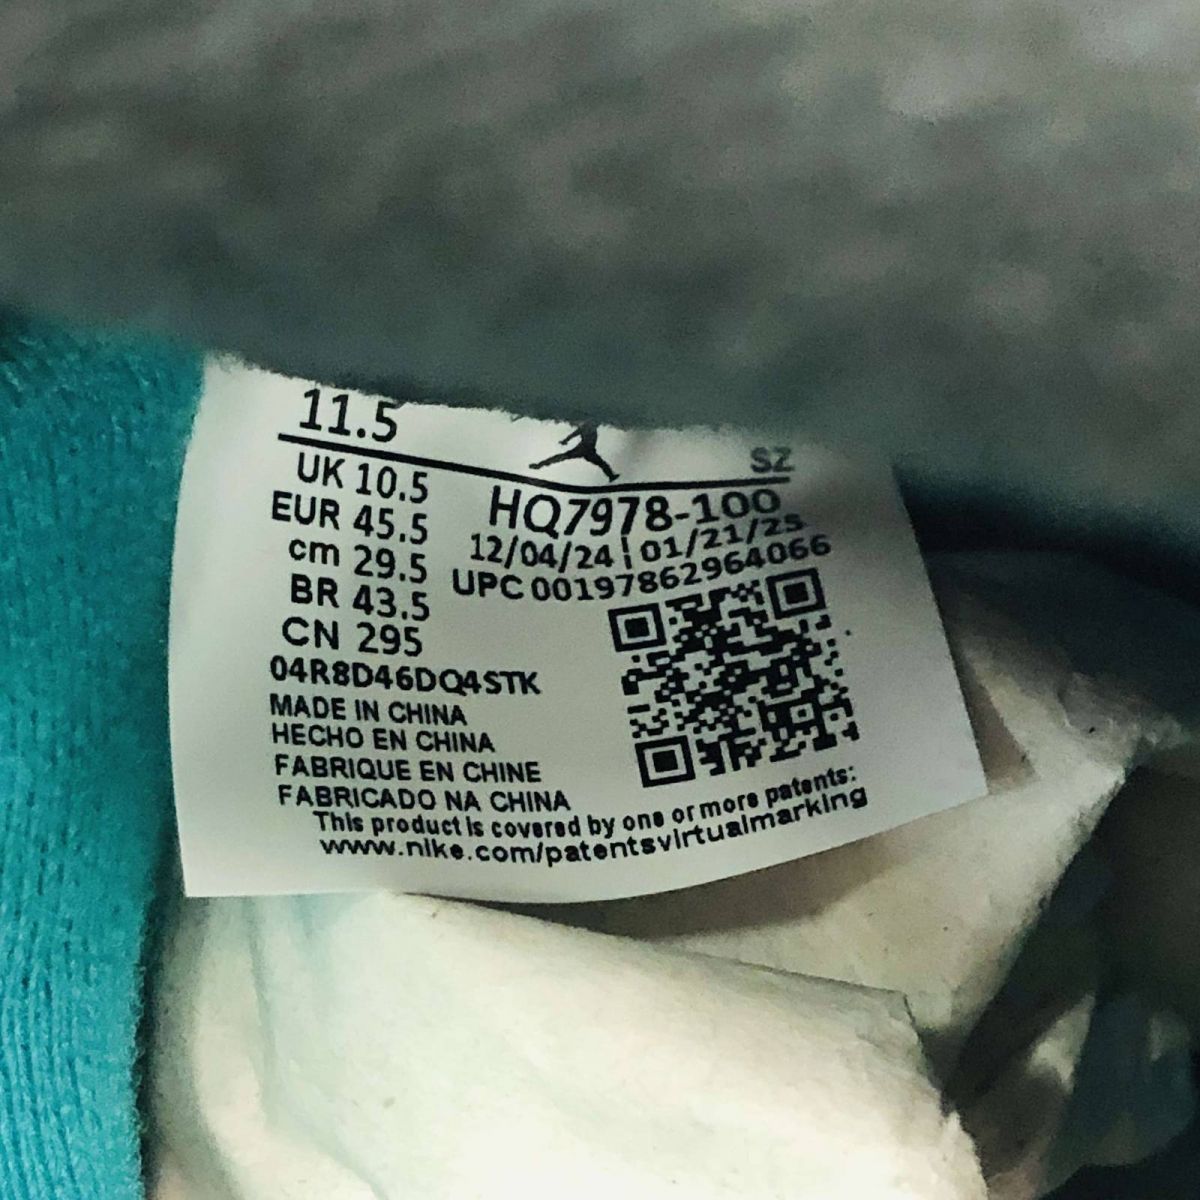 11.5
SZ
UK 10.5
HQ7978-100
EUR 45.5
12/04/24 | 01/21/25
cm 29.5
UPC 00197862964066
BR 43.5
CN 295
04R8D46DQ4STK
MADE IN CHINA
HECHO EN CHINA
FABRIQUE EN CHINE
FABRICADO NA CHINA
This product is covered by one or more patents:
www.nike.com/patentsvirtualmarking